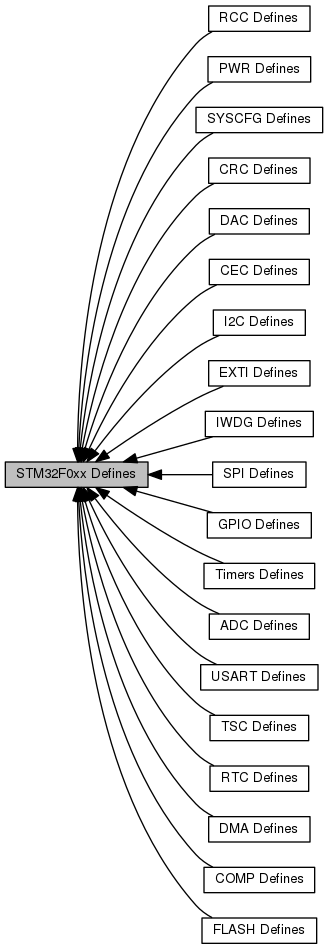 RCC Defines
PWR Defines
SYSCFG Defines
CRC Defines
DAC Defines
CEC Defines
I2C Defines
EXTI Defines
IWDG Defines
STM32F0xx Defines
SPI Defines
GPIO Defines
Timers Defines
ADC Defines
USART Defines
TSC Defines
RTC Defines
DMA Defines
COMP Defines
FLASH Defines